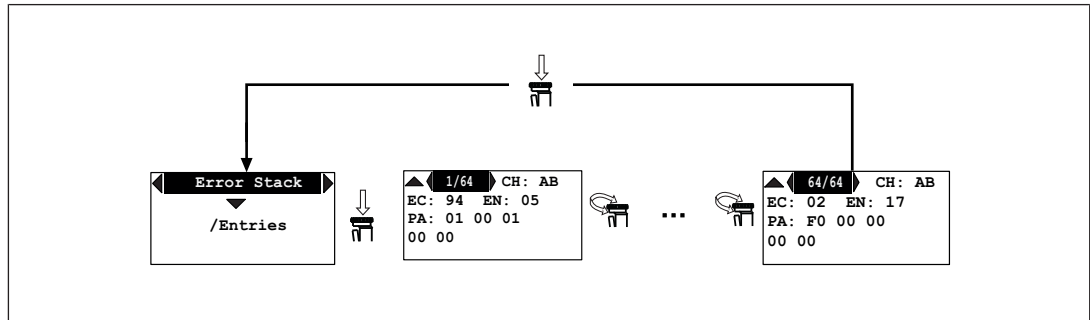 Error Stack
/Entries
1/64 CH: AB
EC: 94 EN: 05
PA: 01 00 01
00 00
...
64/64 CH: AB
EC: 02 EN: 17
PA: F0 00 00
00 00